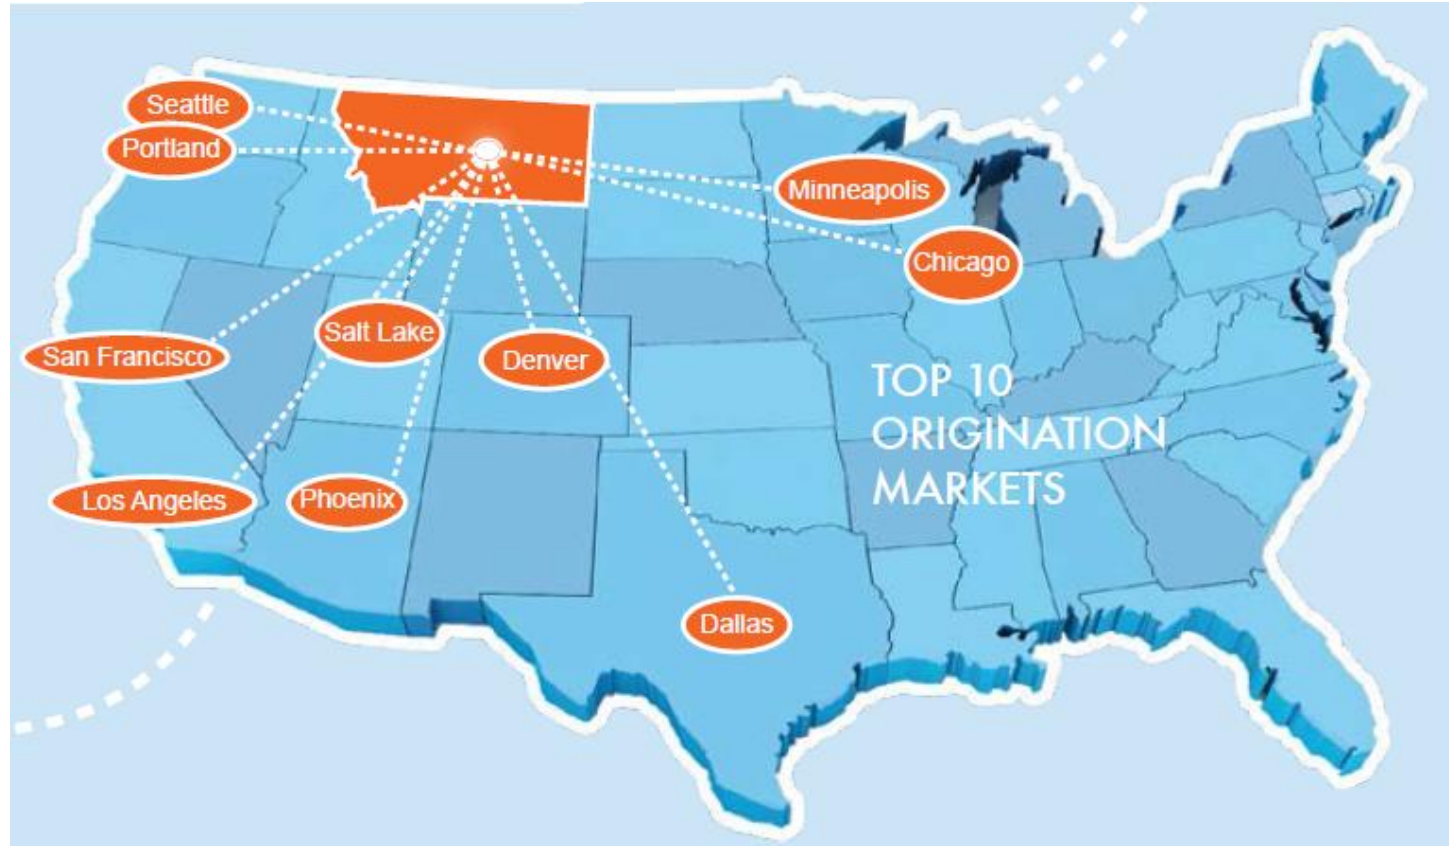 Seattle
Portland
Minneapolis
Chicago
Salt Lake
San Francisco
Denver
TOP 10
ORIGINATION
MARKETS
Los Angeles
Phoenix
Dallas